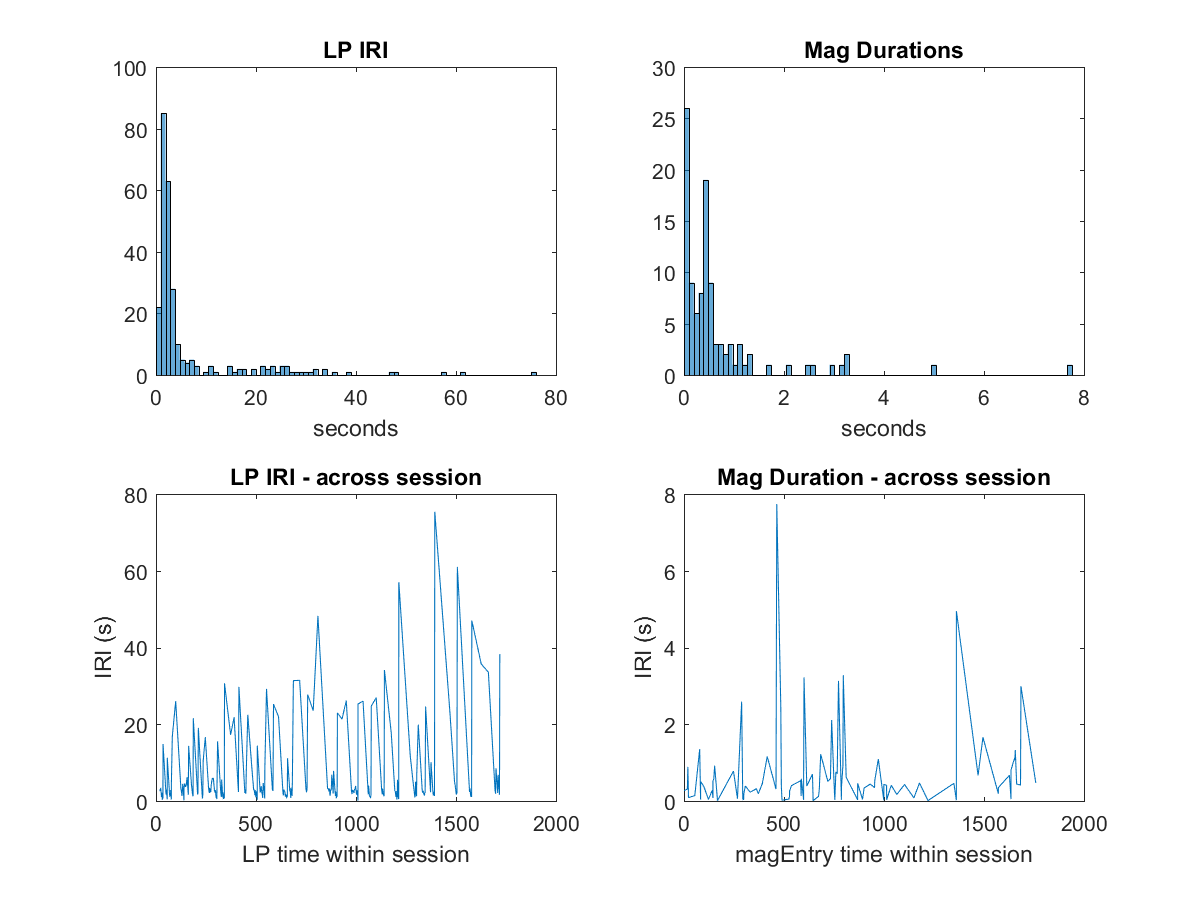 LP IRI
100
80
60
40
20
0
0 20 40 60 80
seconds
Mag Durations
30
25
20
15
10
5
0
0 2 4 6 8
seconds
LP IRI - across session
80
60
40
20
0
IRI (s)
0 500 1000 1500 2000
LP time within session
Mag Duration - across session
8
6
4
2
0
IRI (s)
0 500 1000 1500 2000
magEntry time within session